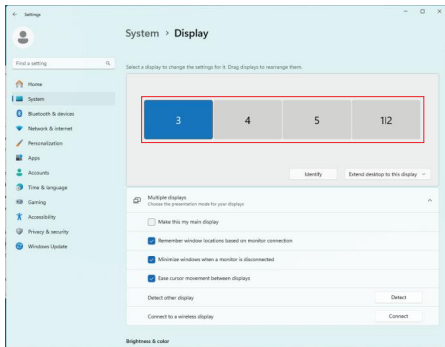 Settings
System > Display
Find a setting
Select a display to change the settings for it. Drag displays to rearrange them.
Home
System
Bluetooth & devices
Network & internet
Personalization
Apps
Accounts
Time & language
Gaming
Accessibility
Privacy & security
Windows Update
3
4
5
1|2
Identify
Extend desktop to this display
Multiple displays
Choose the presentation mode for your displays
Make this my main display
Remember window locations based on monitor connection
Minimize windows when a monitor is disconnected
Ease cursor movement between displays
Detect other display
Detect
Connect to a wireless display
Connect
Brightness & color